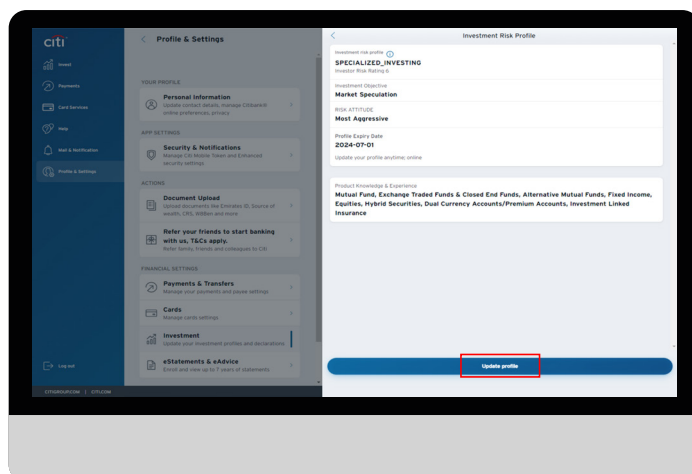 citi
Invest
Payments
Card Services
Help
Mail & Notification
Profile & Settings
Log out
CITIGROUP.COM | CITI.COM
Profile & Settings
YOUR PROFILE
Personal Information
Update contact details, manage Citibank®
online preferences, privacy
APP SETTINGS
Security & Notifications
Manage Citi Mobile Token and Enhanced
security settings
ACTIONS
Document Upload
Upload documents like Emirates ID, Source of
wealth, CRS, W8Ben and more
Refer your friends to start banking
with us, T&Cs apply.
Refer family, friends and colleagues to Citi
FINANCIAL SETTINGS
Payments & Transfers
Manage your payments and payee settings
Cards
Manage cards settings
Investment
Update your investment profiles and declarations
eStatements & eAdvice
Enroll and view up to 7 years of statements
Investment Risk Profile
Investment risk profile
SPECIALIZED_INVESTING
Investor Risk Rating 6
Investment Objective
Market Speculation
RISK ATTITUDE
Most Aggressive
Profile Expiry Date
2024-07-01
Update your profile anytime, online
Product Knowledge & Experience
Mutual Fund, Exchange Traded Funds & Closed End Funds, Alternative Mutual Funds, Fixed Income,
Equities, Hybrid Securities, Dual Currency Accounts/Premium Accounts, Investment Linked
Insurance
Update profile